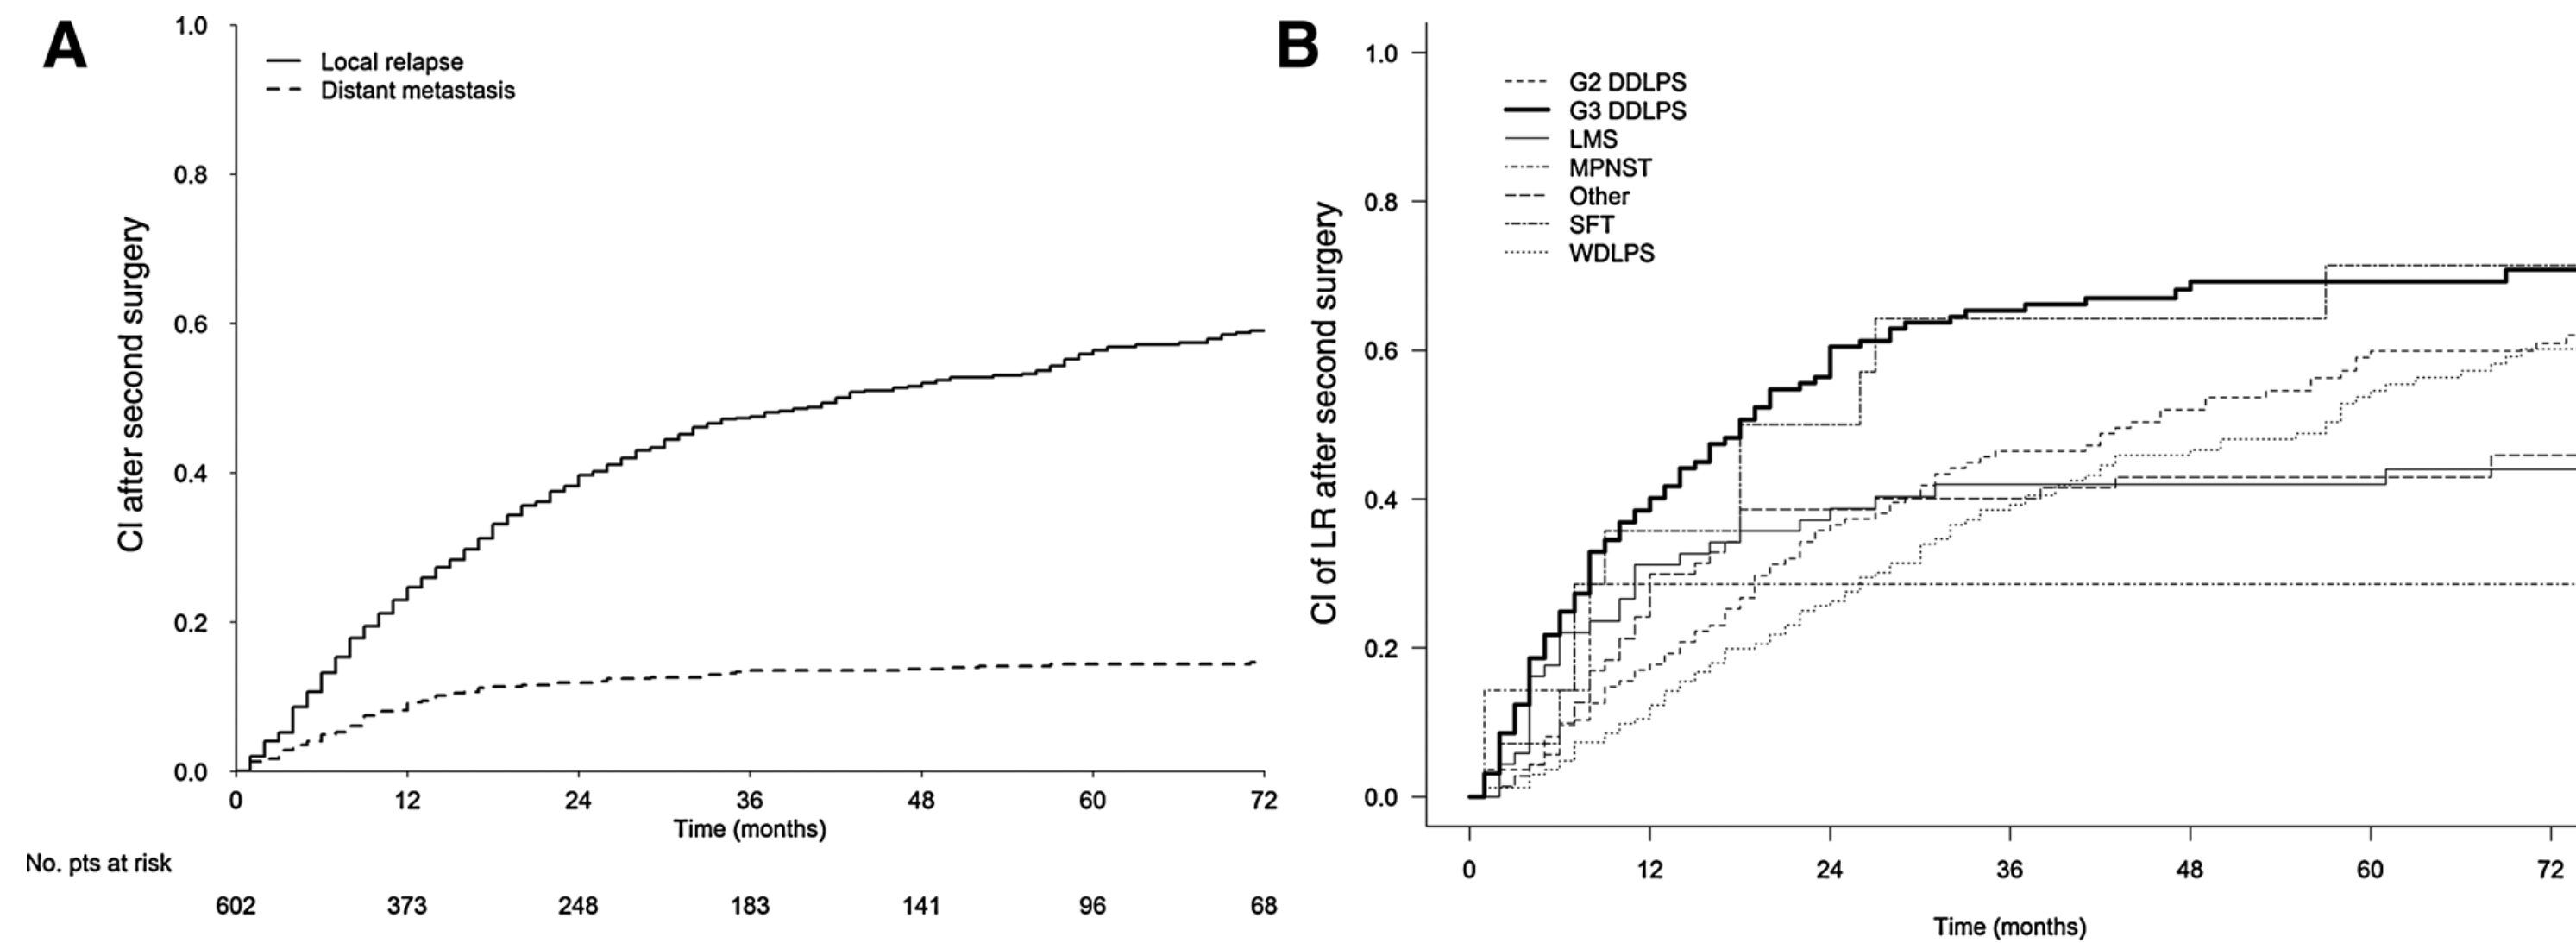 A
1.0
0.8
0.6
0.4
0.2
0.0
CI after second surgery
Local relapse
Distant metastasis
0 12 24 36 48 60 72
Time (months)
No. pts at risk
602 373 248 183 141 96 68
B
1.0
0.8
0.6
0.4
0.2
0.0
CI of LR after second surgery
G2 DDLPS
G3 DDLPS
LMS
MPNST
Other
SFT
WDLPS
0 12 24 36 48 60 72
Time (months)